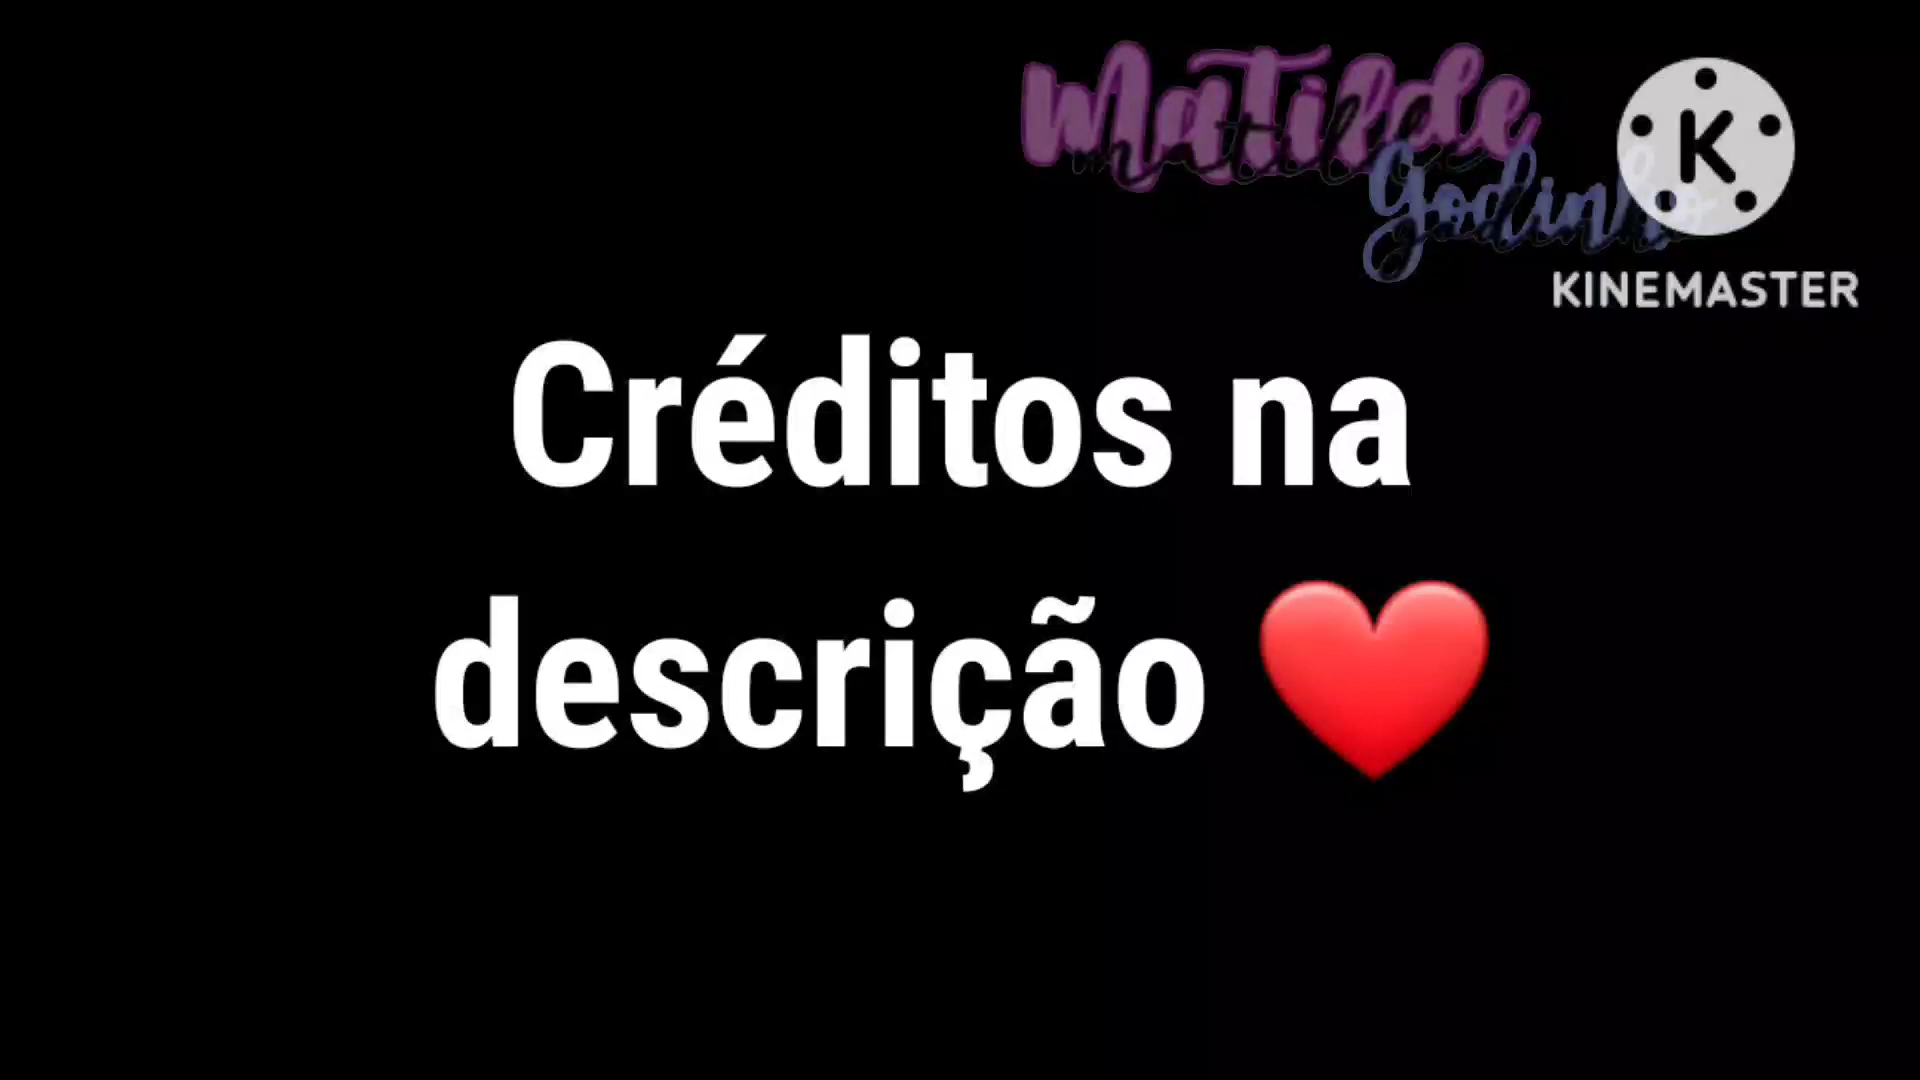 Matilde
Godinho
K
KINEMASTER
Créditos na
descrição ❤️